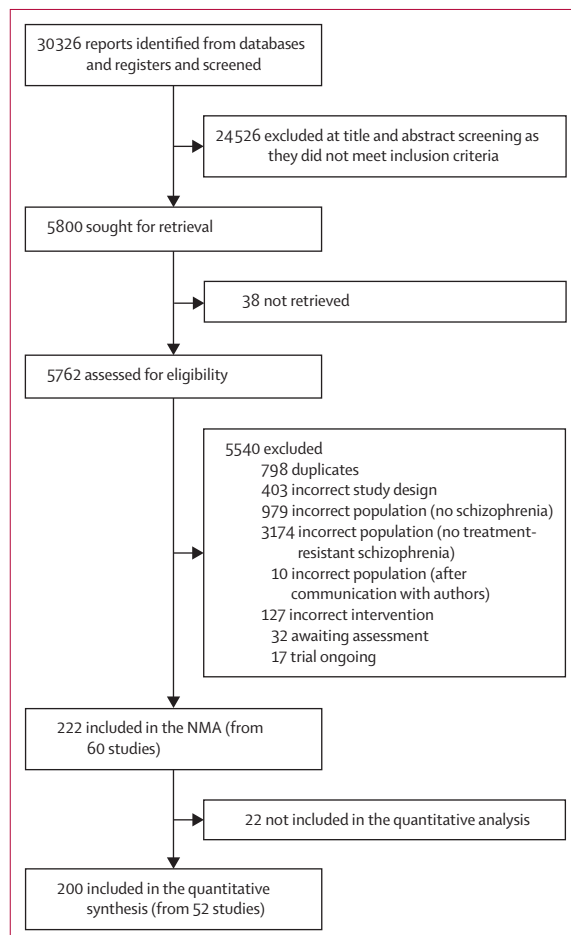 30326 reports identified from databases
and registers and screened
24526 excluded at title and abstract screening as
they did not meet inclusion criteria
5800 sought for retrieval
38 not retrieved
5762 assessed for eligibility
5540 excluded
798 duplicates
403 incorrect study design
979 incorrect population (no schizophrenia)
3174 incorrect population (no treatment-
resistant schizophrenia)
10 incorrect population (after
communication with authors)
127 incorrect intervention
32 awaiting assessment
17 trial ongoing
222 included in the NMA (from
60 studies)
22 not included in the quantitative analysis
200 included in the quantitative
synthesis (from 52 studies)